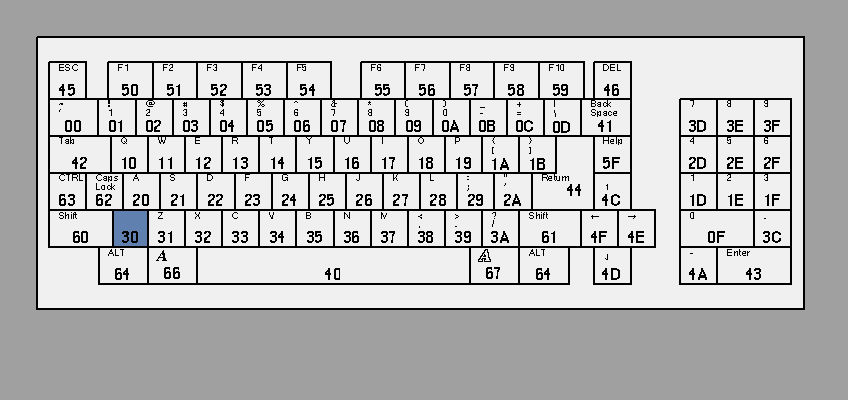 ESC F1 F2 F3 F4 F5 F6 F7 F8 F9 F10 DEL
45 50 51 52 53 54 55 56 57 58 59 46
~ ! @ # $ % ^ & * ( ) _ + | Back 7 8 9
` 1 2 3 4 5 6 7 8 9 0 - = \ Space
00 01 02 03 04 05 06 07 08 09 0A 0B 0C 0D 41 3D 3E 3F
Tab Q W E R T Y U I O P { } Help 4 5 6
[ ]
42 10 11 12 13 14 15 16 17 18 19 1A 1B 5F 2D 2E 2F
CTRL Caps A S D F G H J K L : " Return 1 2 3
Lock ; '
63 62 20 21 22 23 24 25 26 27 28 29 2A 44 4C 1D 1E 1F
Shift Z X C V B N M < > ? Shift ← → 0 .
, . /
60 30 31 32 33 34 35 36 37 38 39 3A 61 4F 4E 0F 3C
ALT A A ALT - Enter
64 66 40 67 64 4D 4A 43